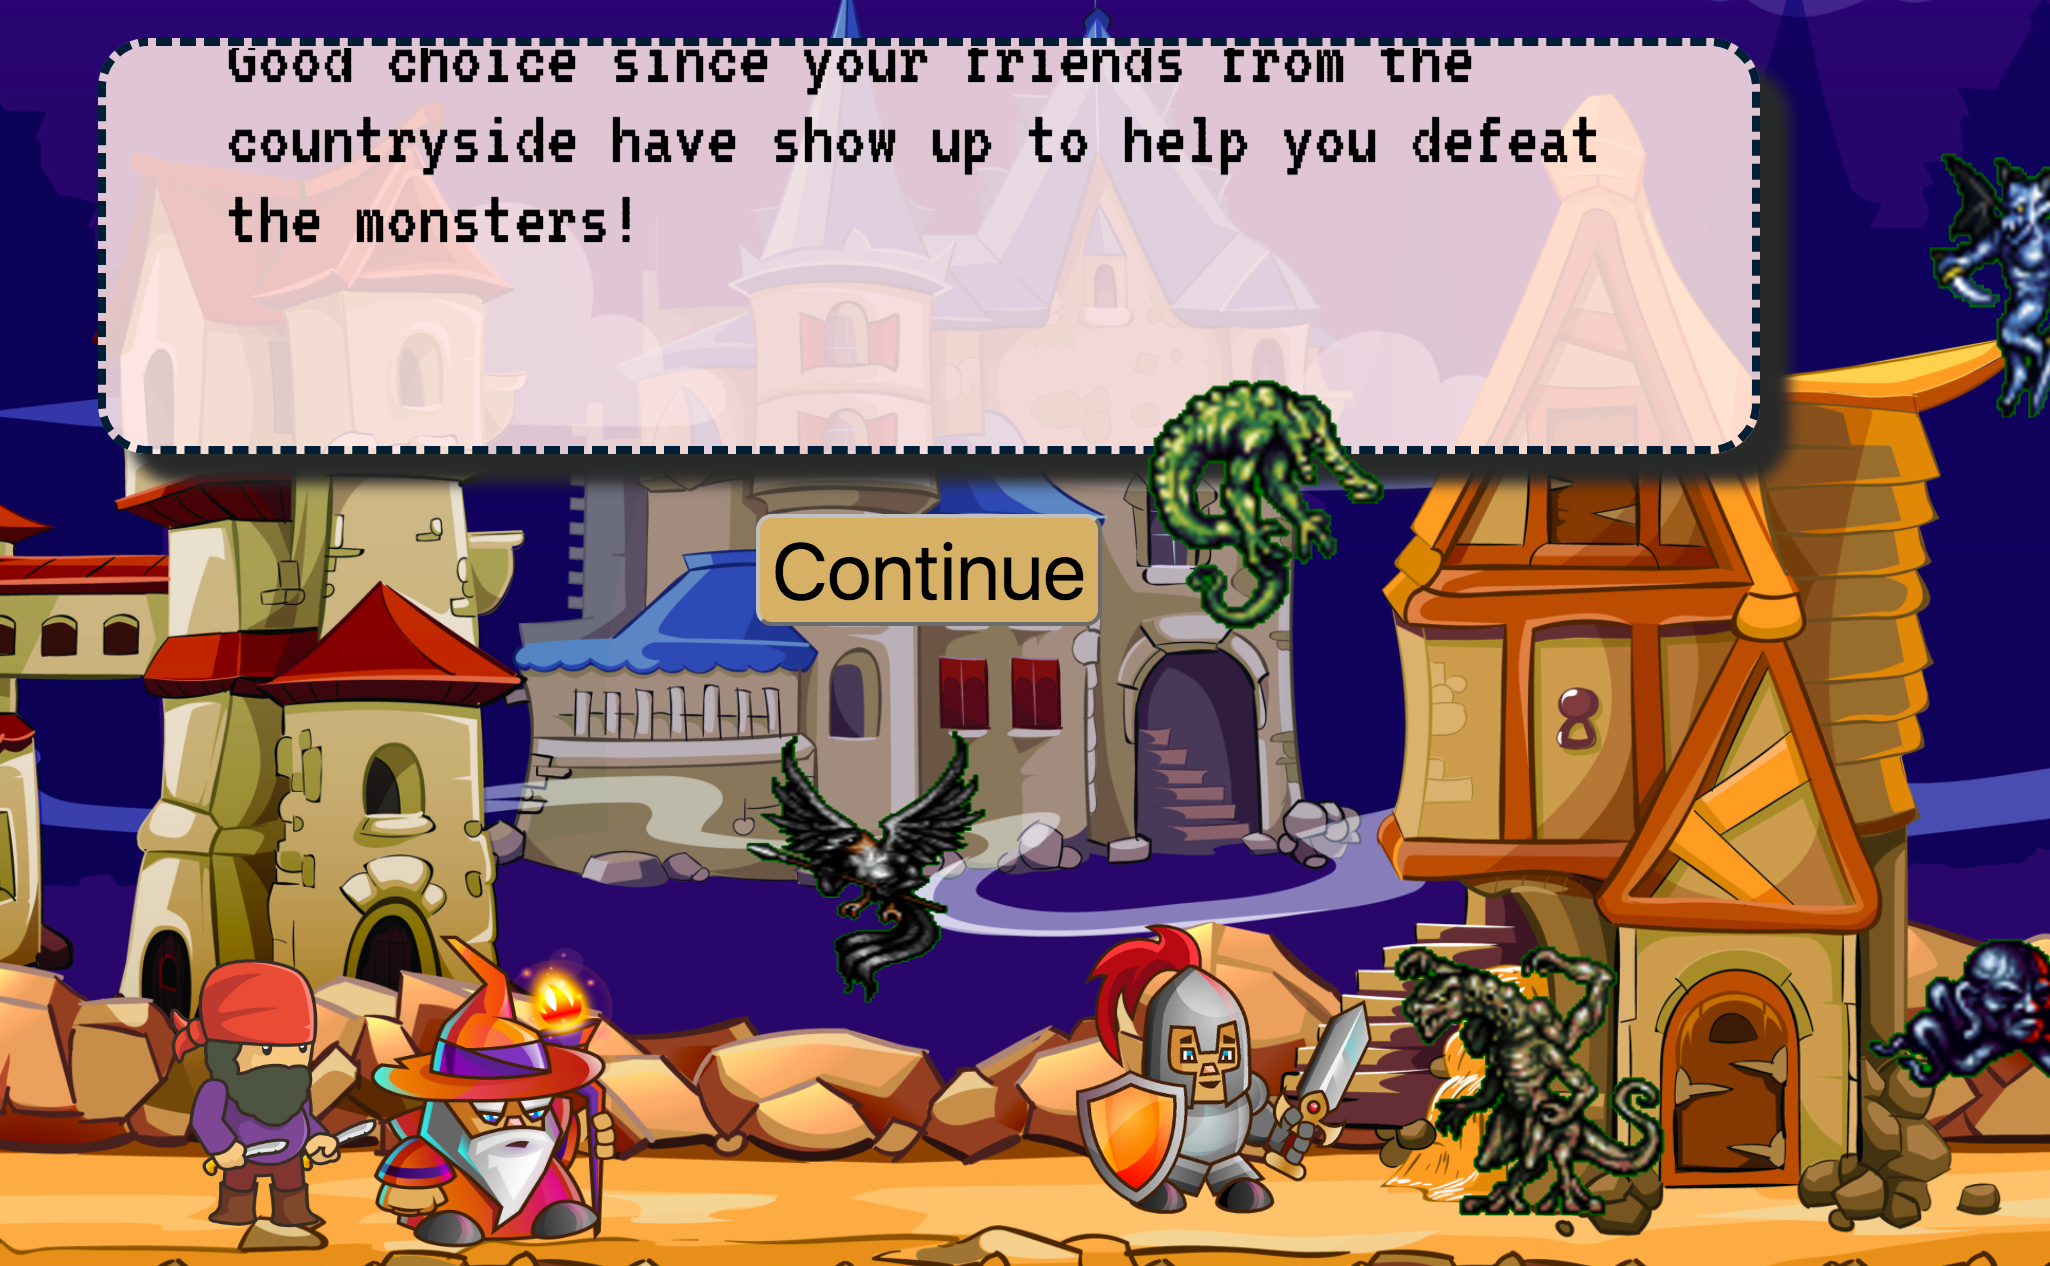 Good choice since your friends from the
countryside have show up to help you defeat
the monsters!
Continue